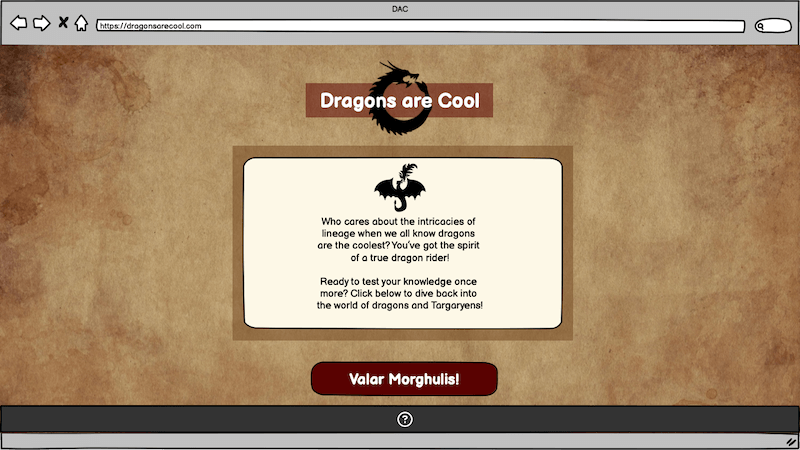 DAC
https://dragonsarecool.com
Dragons are Cool
Who cares about the intricacies of
lineage when we all know dragons
are the coolest? You've got the spirit
of a true dragon rider!
Ready to test your knowledge once
more? Click below to dive back into
the world of dragons and Targaryens!
Valar Morghulis!
?